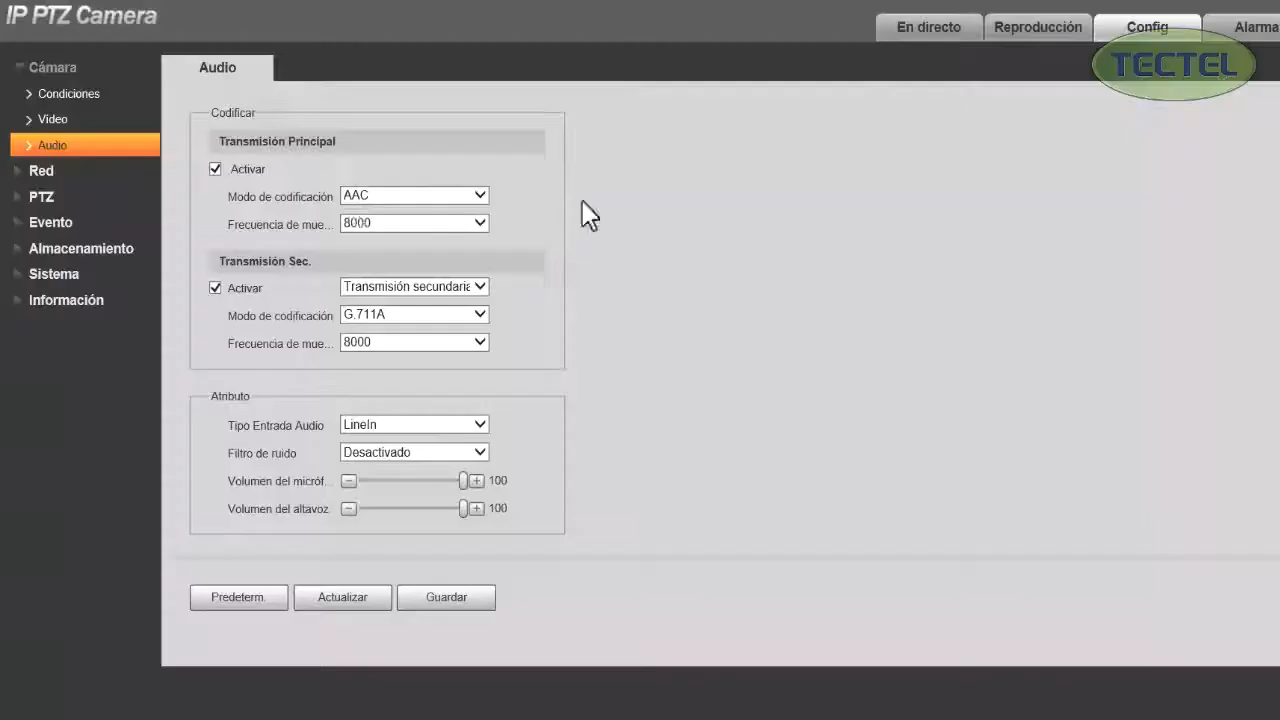 IP PTZ Camera
En directo
Reproducción
Config
Alarma
TECTEL
Cámara
Condiciones
Video
Audio
Red
PTZ
Evento
Almacenamiento
Sistema
Información
Audio
Codificar
Transmisión Principal
Activar
Modo de codificación AAC
Frecuencia de mue... 8000
Transmisión Sec.
Activar Transmisión secundaria
Modo de codificación G.711A
Frecuencia de mue... 8000
Atributo
Tipo Entrada Audio LineIn
Filtro de ruido Desactivado
Volumen del micróf... 100
Volumen del altavoz 100
Predeterm. Actualizar Guardar